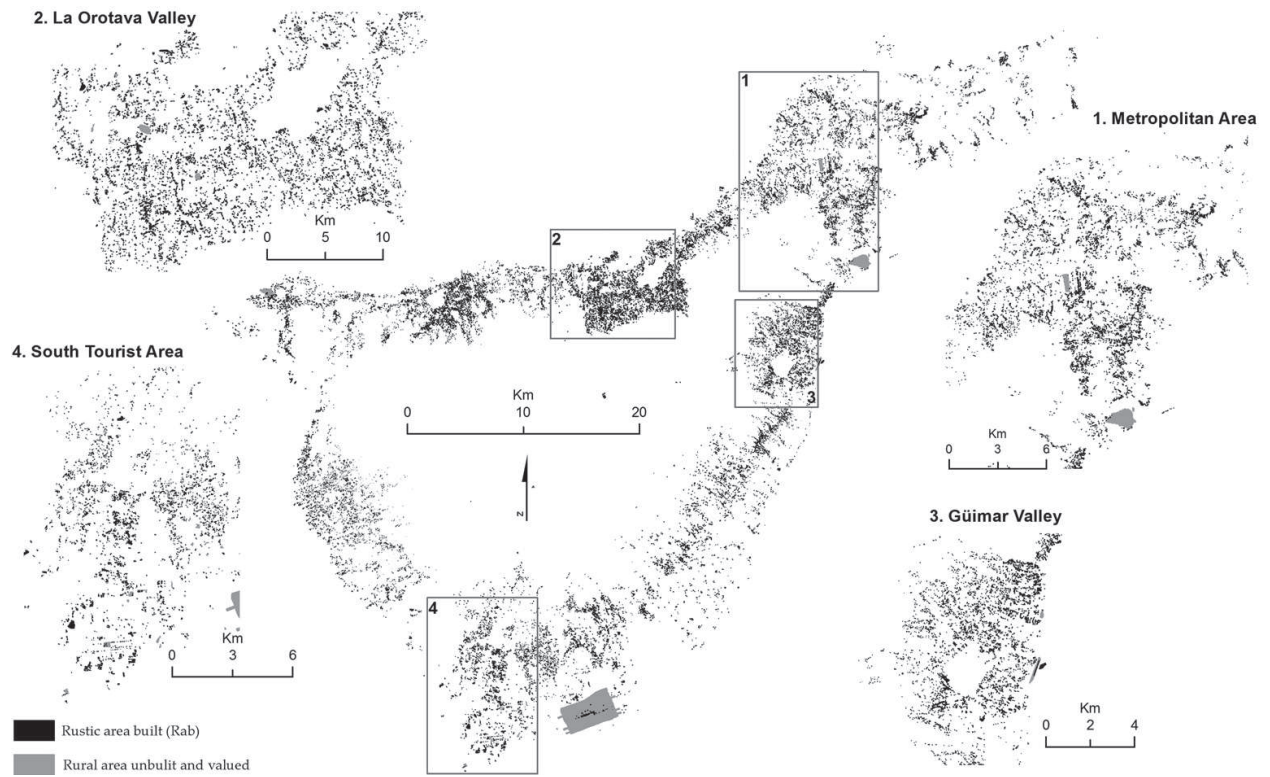 2. La Orotava Valley
Km
0 5 10
1
1. Metropolitan Area
Km
0 3 6
2
3
Km
0 10 20
N
4. South Tourist Area
Km
0 3 6
4
3. Güimar Valley
Km
0 2 4
Rustic area built (Rab)
Rural area unbuilt and valued